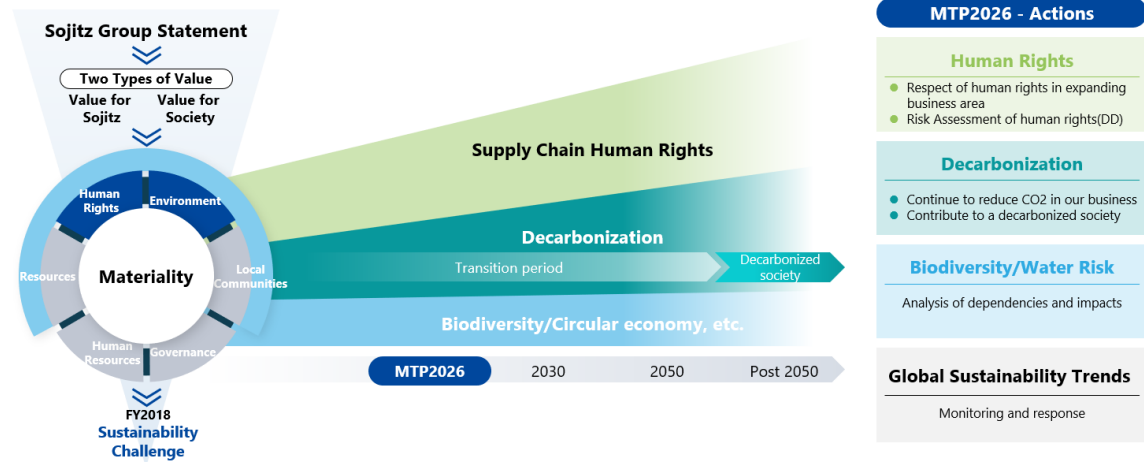 Sojitz Group Statement
Two Types of Value
Value for
Sojitz
Value for
Society
Human
Rights
Environment
Resources
Materiality
Local
Communities
Human
Resources
Governance
FY2018
Sustainability
Challenge
Supply Chain Human Rights
Decarbonization
Transition period
Decarbonized
society
Biodiversity/Circular economy, etc.
MTP2026
2030
2050
Post 2050
MTP2026 - Actions
Human Rights
Respect of human rights in expanding
business area
Risk Assessment of human rights(DD)
Decarbonization
Continue to reduce CO2 in our business
Contribute to a decarbonized society
Biodiversity/Water Risk
Analysis of dependencies and impacts
Global Sustainability Trends
Monitoring and response